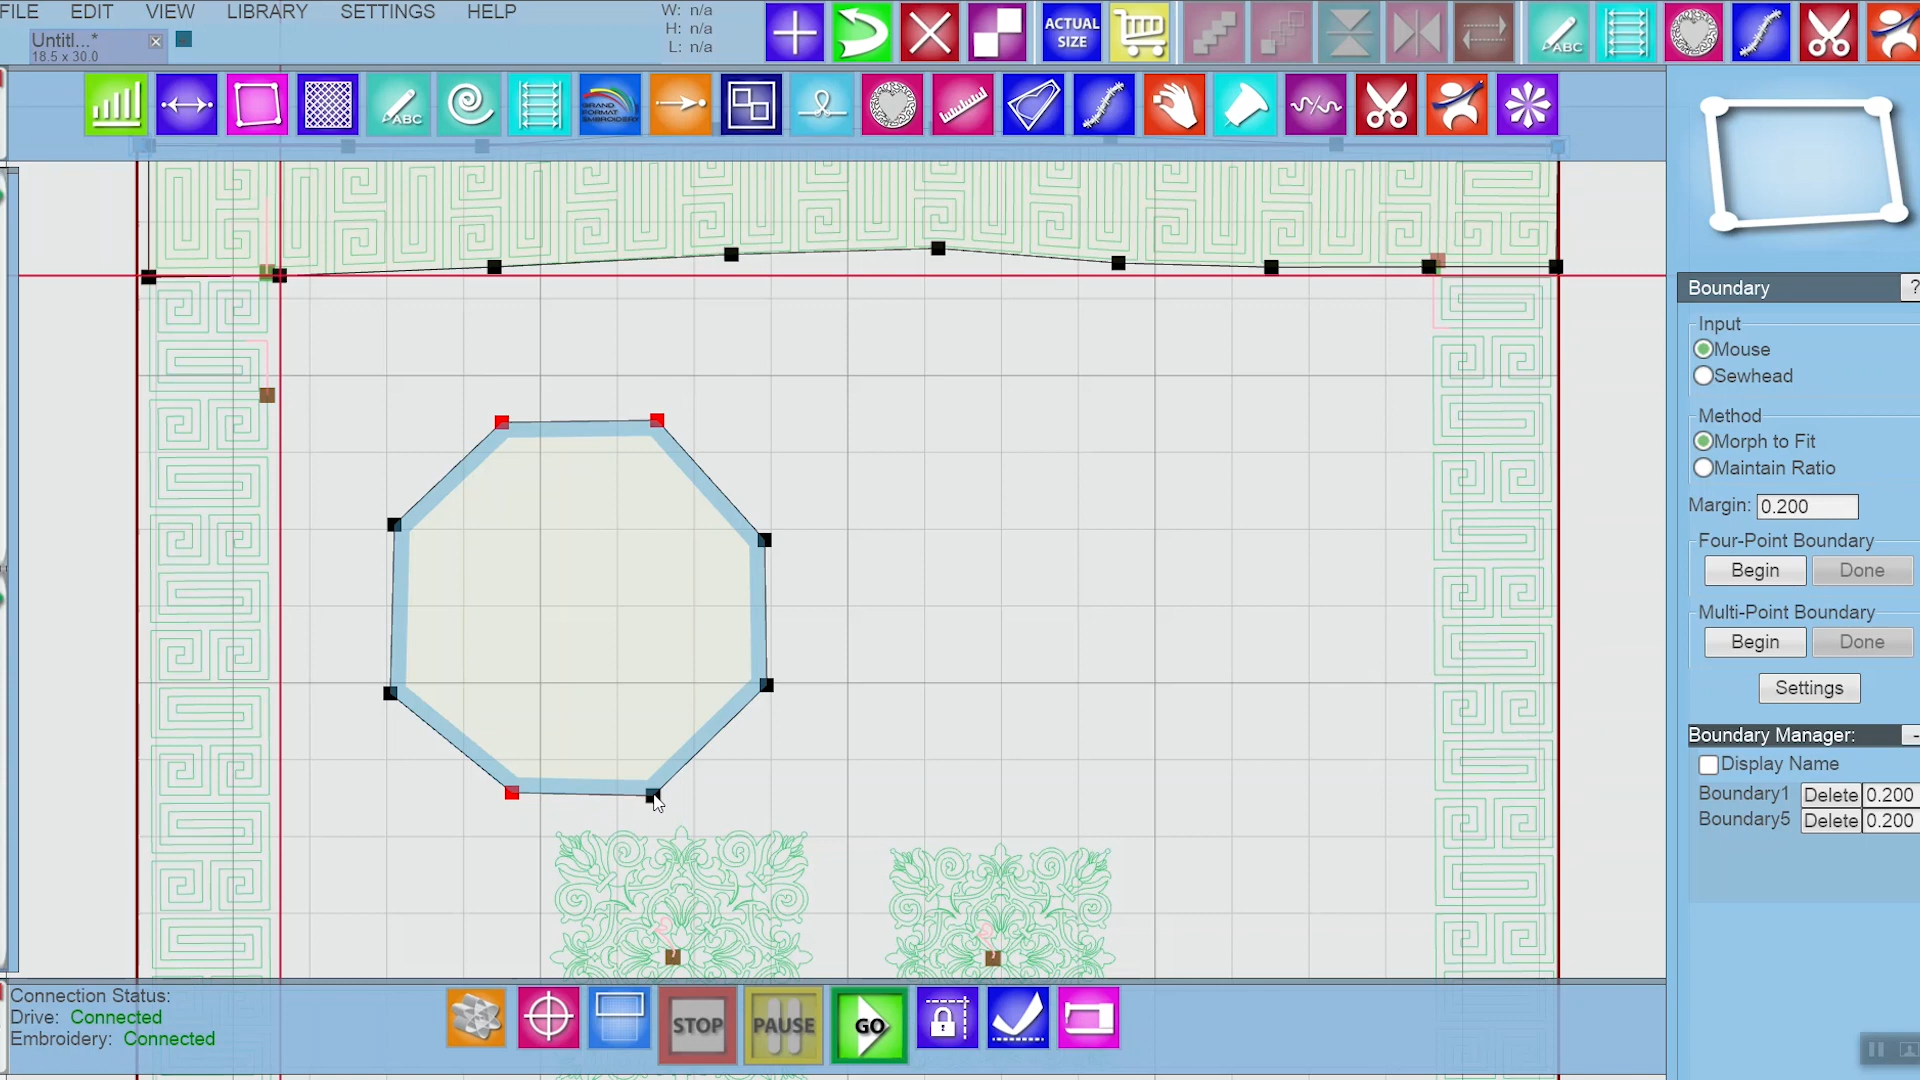 FILE EDIT VIEW LIBRARY SETTINGS HELP
W: n/a
H: n/a
L: n/a
Untitl...*
18.5 x 30.0
ACTUAL SIZE
ABC
ABC
GRAND FORMAT EMBROIDERY
Boundary ?
Input
Mouse
Sewhead
Method
Morph to Fit
Maintain Ratio
Margin: 0.200
Four-Point Boundary
Begin Done
Multi-Point Boundary
Begin Done
Settings
Boundary Manager: -
Display Name
Boundary1 Delete 0.200
Boundary5 Delete 0.200
Connection Status:
Drive: Connected
Embroidery: Connected
STOP PAUSE GO